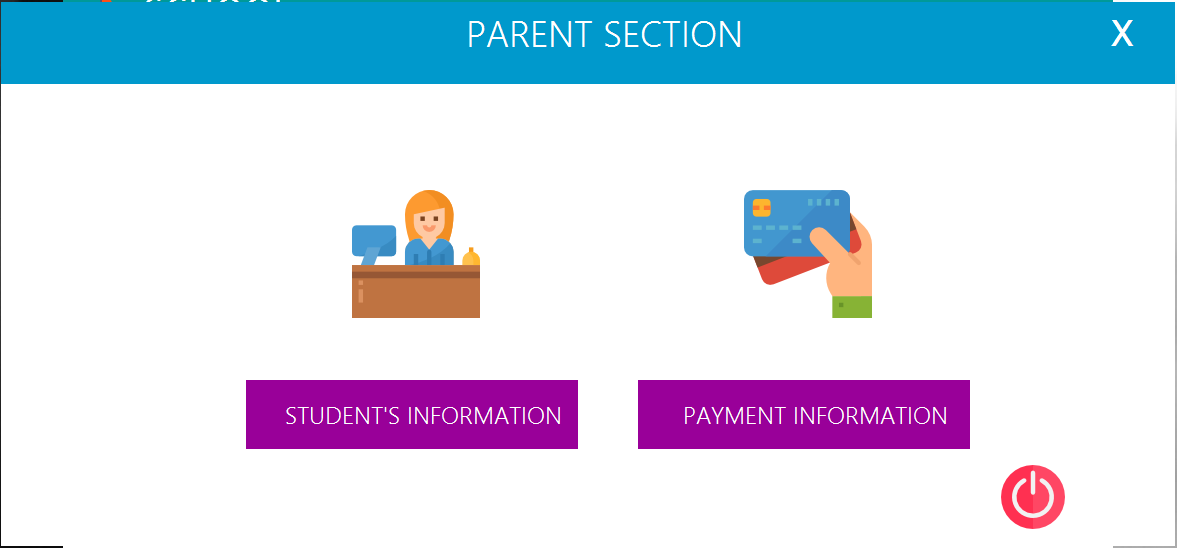 PARENT SECTION
X
STUDENT'S INFORMATION
PAYMENT INFORMATION